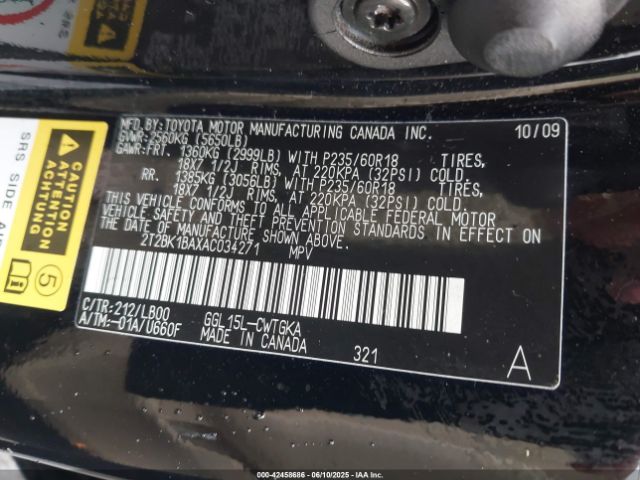 MFD.BY:TOYOTA MOTOR MANUFACTURING CANADA INC. 10/09
GVWR:2560KG (5650LB)
GAWR:FRT. 1360KG (2999LB) WITH P235/60R18 TIRES,
18X7 1/2J RIMS, AT 220KPA (32PSI) COLD.
RR. 1385KG (3056LB) WITH P235/60R18 TIRES,
18X7 1/2J RIMS, AT 220KPA (32PSI) COLD.
THIS VEHICLE CONFORMS TO ALL APPLICABLE FEDERAL MOTOR
VEHICLE SAFETY AND THEFT PREVENTION STANDARDS IN EFFECT ON
THE DATE OF MANUFACTURE SHOWN ABOVE.
2T2BK1BAXAC034271 MPV
C/TR:212/LB00 GGL15L-CWTGKA
A/TM:-01A/U660F MADE IN CANADA 321 A
CAUTION
ATTENTION
SRS SIDE
5
000-42458686 - 06/10/2025 - IAAI.COM